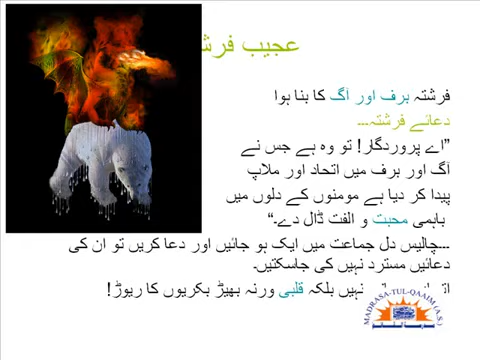 عجیب
فرشتہ برف اور آگ کا بنا ہوا
دعائے فرشتہ...
”اے پروردگار! تو وہ ہے جس نے
آگ اور برف میں اتحاد اور ملاپ
پیدا کر دیا ہے مومنوں کے دلوں میں
باہمی محبت و الفت ڈال دے۔“
...چالیس دل جماعت میں ایک ہو جائیں اور دعا کریں تو ان کی
دعائیں مسترد نہیں کی جاسکتیں۔
نہیں بلکہ قلبی ورنہ بھیڑ بکریوں کا ریوڑ!
MADRASA-TUL-QAAIM (A.S.)